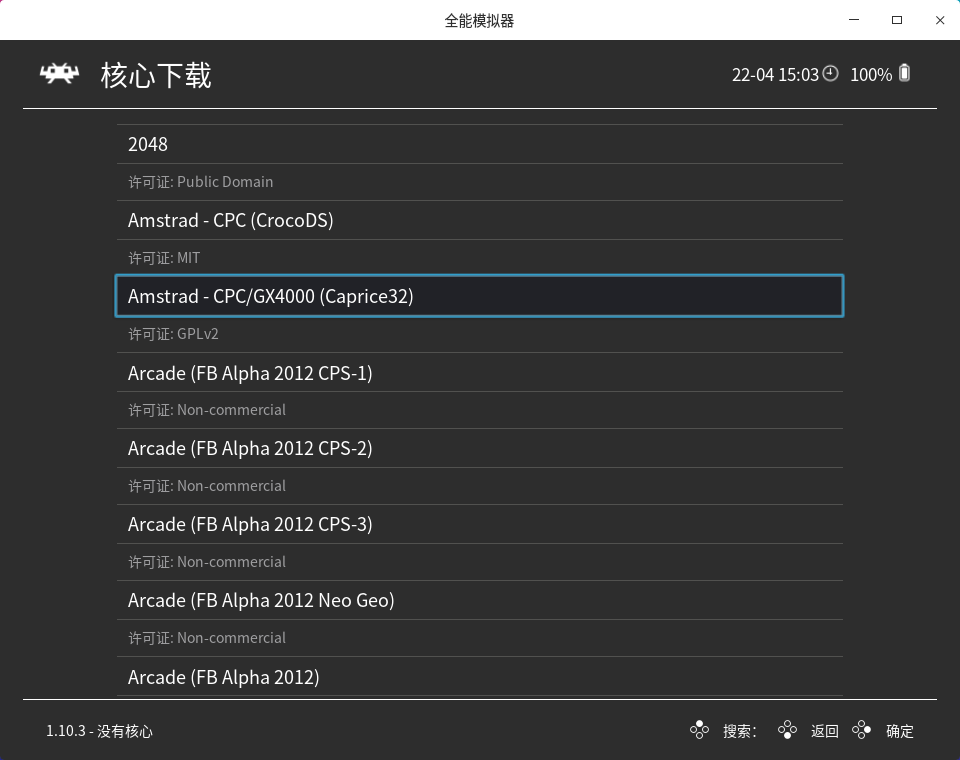 全能模拟器
核心下载
22-04 15:03 100%
2048
许可证: Public Domain
Amstrad - CPC (CrocoDS)
许可证: MIT
Amstrad - CPC/GX4000 (Caprice32)
许可证: GPLv2
Arcade (FB Alpha 2012 CPS-1)
许可证: Non-commercial
Arcade (FB Alpha 2012 CPS-2)
许可证: Non-commercial
Arcade (FB Alpha 2012 CPS-3)
许可证: Non-commercial
Arcade (FB Alpha 2012 Neo Geo)
许可证: Non-commercial
Arcade (FB Alpha 2012)
1.10.3 - 没有核心 搜索： 返回 确定